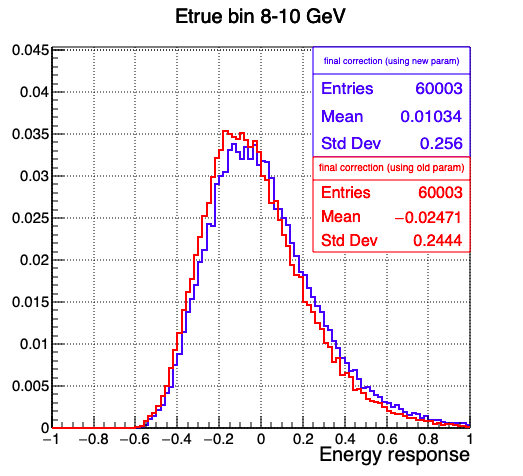 Etrue bin 8-10 GeV
0.045
0.04
0.035
0.03
0.025
0.02
0.015
0.01
0.005
0
final correction (using new param)
Entries 60003
Mean 0.01034
Std Dev 0.256
final correction (using old param)
Entries 60003
Mean −0.02471
Std Dev 0.2444
−1 −0.8 −0.6 −0.4 −0.2 0 0.2 0.4 0.6 0.8 1
Energy response